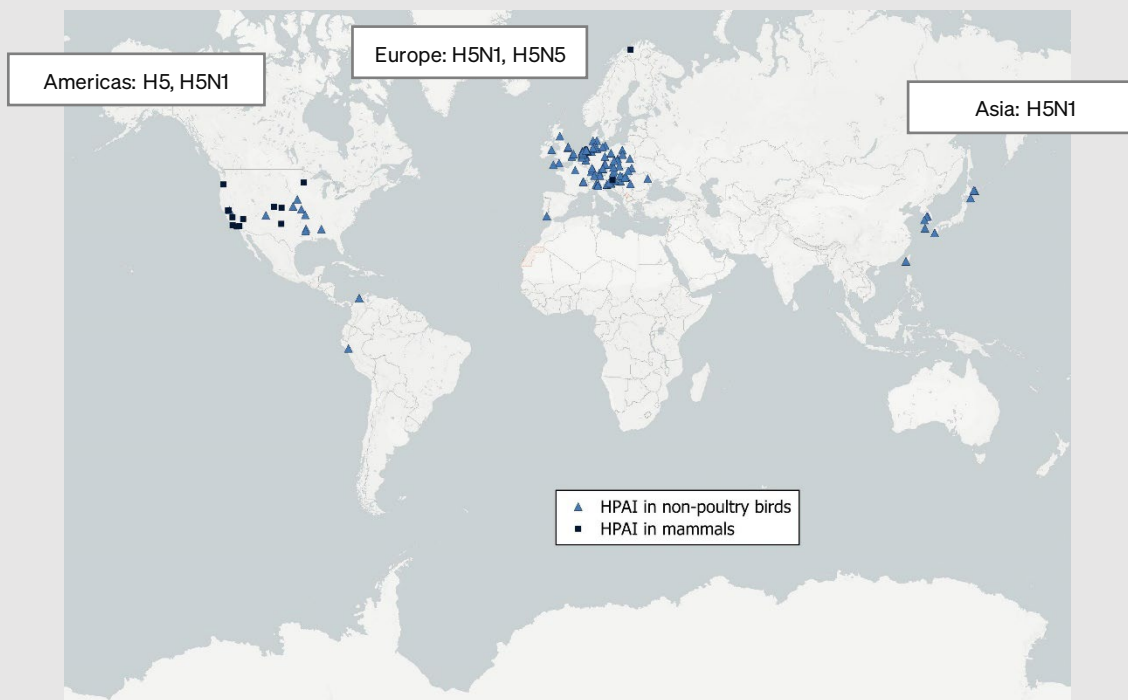 Europe: H5N1, H5N5
Americas: H5, H5N1
Asia: H5N1
HPAI in non-poultry birds
HPAI in mammals